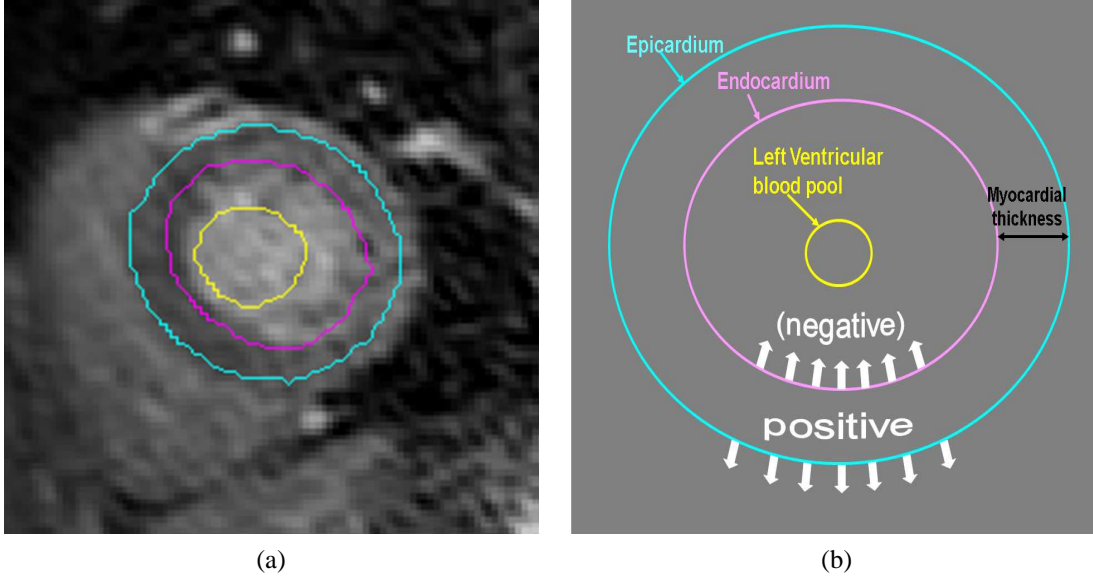 Epicardium
Endocardium
Left Ventricular
blood pool
Myocardial
thickness
(negative)
positive
(a)
(b)